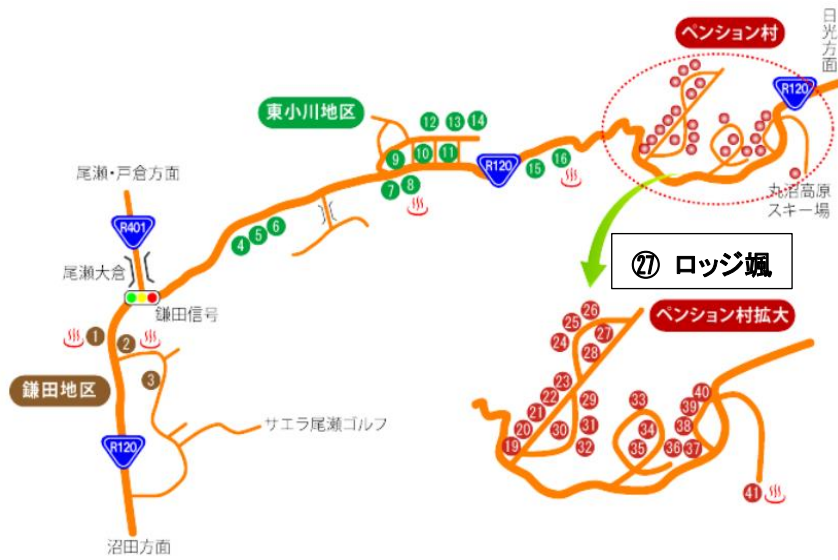 ペンション村
日光方面
R120
東小川地区
⑫ ⑬ ⑭
⑨ ⑩ ⑪
R120
⑮ ⑯
⑦ ⑧
尾瀬・戸倉方面
R401
④ ⑤ ⑥
丸沼高原
スキー場
尾瀬大倉
鎌田信号
㉗ ロッジ颯
① ②
③
鎌田地区
R120
サエラ尾瀬ゴルフ
沼田方面
ペンション村拡大
㉖
㉕ ㉗
㉔ ㉘
㉓
㉒ ㉙
㉑ ㉚ ㉛
⑳ ㉜
⑲
㉝
㉞
㉟
㊵
㊴
㊳
㊱ ㊲
㊶